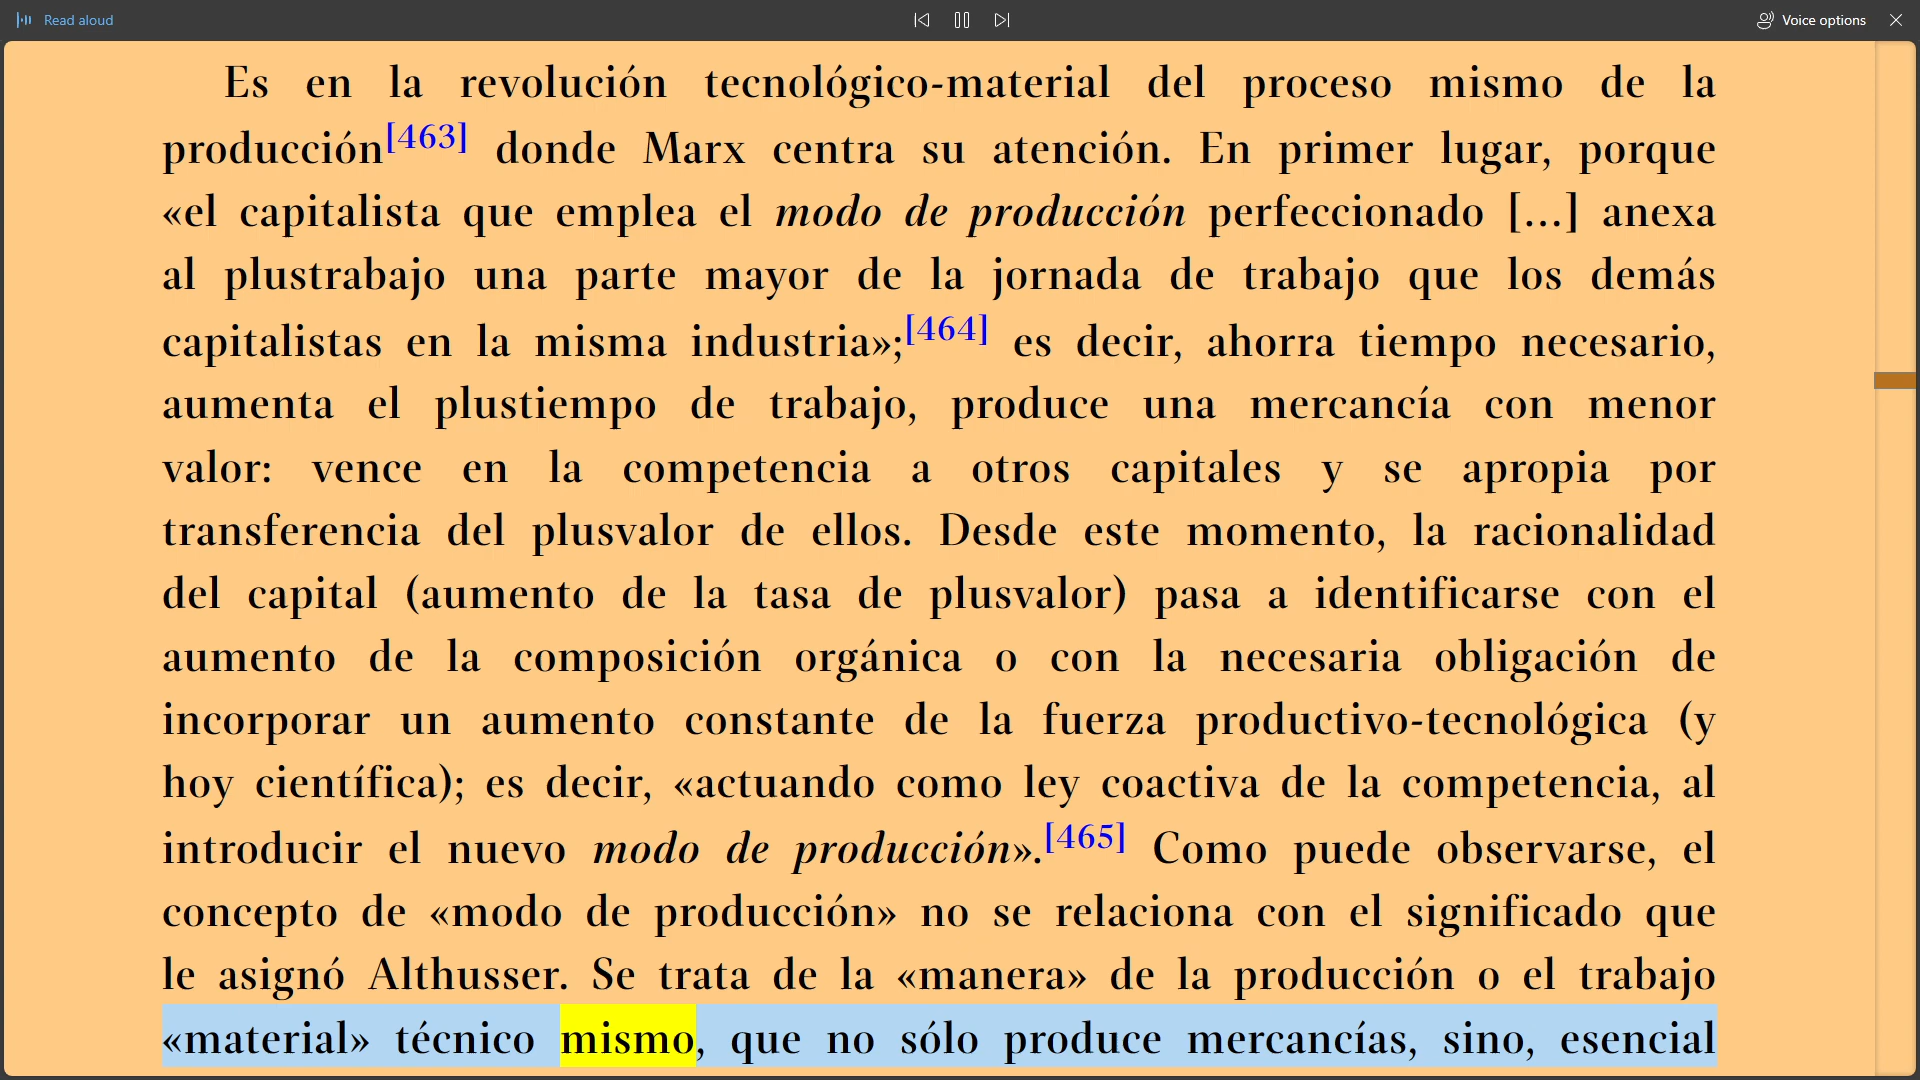 Read aloud
Voice options
Es en la revolución tecnológico-material del proceso mismo de la
producción[463] donde Marx centra su atención. En primer lugar, porque
«el capitalista que emplea el modo de producción perfeccionado [...] anexa
al plustrabajo una parte mayor de la jornada de trabajo que los demás
capitalistas en la misma industria»;[464] es decir, ahorra tiempo necesario,
aumenta el plustiempo de trabajo, produce una mercancía con menor
valor: vence en la competencia a otros capitales y se apropia por
transferencia del plusvalor de ellos. Desde este momento, la racionalidad
del capital (aumento de la tasa de plusvalor) pasa a identificarse con el
aumento de la composición orgánica o con la necesaria obligación de
incorporar un aumento constante de la fuerza productivo-tecnológica (y
hoy científica); es decir, «actuando como ley coactiva de la competencia, al
introducir el nuevo modo de producción».[465] Como puede observarse, el
concepto de «modo de producción» no se relaciona con el significado que
le asignó Althusser. Se trata de la «manera» de la producción o el trabajo
«material» técnico mismo, que no sólo produce mercancías, sino, esencial